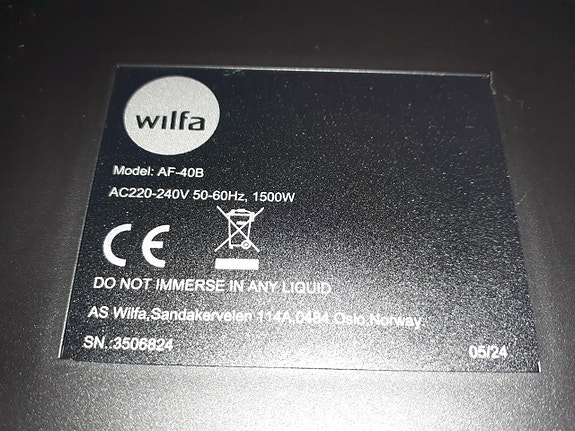 wilfa
Model: AF-40B
AC220-240V 50-60Hz, 1500W
CE
DO NOT IMMERSE IN ANY LIQUID
AS Wilfa,Sandakerveien 114A,0484 Oslo,Norway
SN.:3506824
05/24